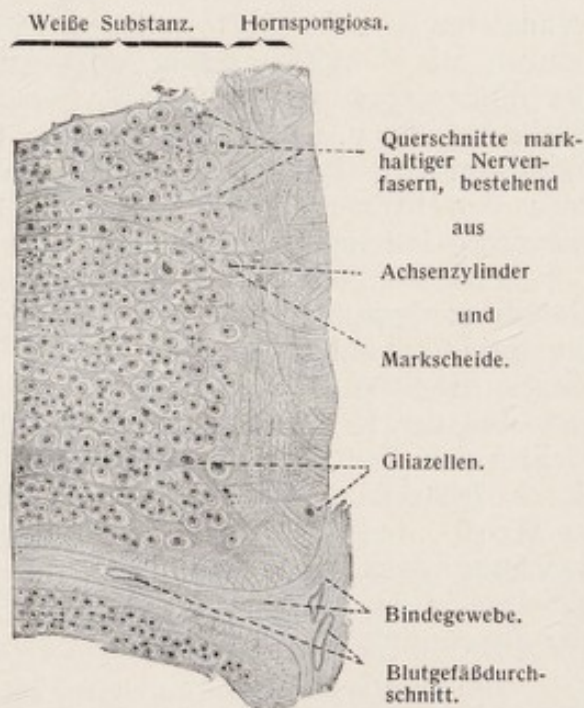 Weiße Substanz. Hornspongiosa.
Querschnitte mark-
haltiger Nerven-
fasern, bestehend
aus
Achsenzylinder
und
Markscheide.
Gliazellen.
Bindegewebe.
Blutgefäßdurch-
schnitt.